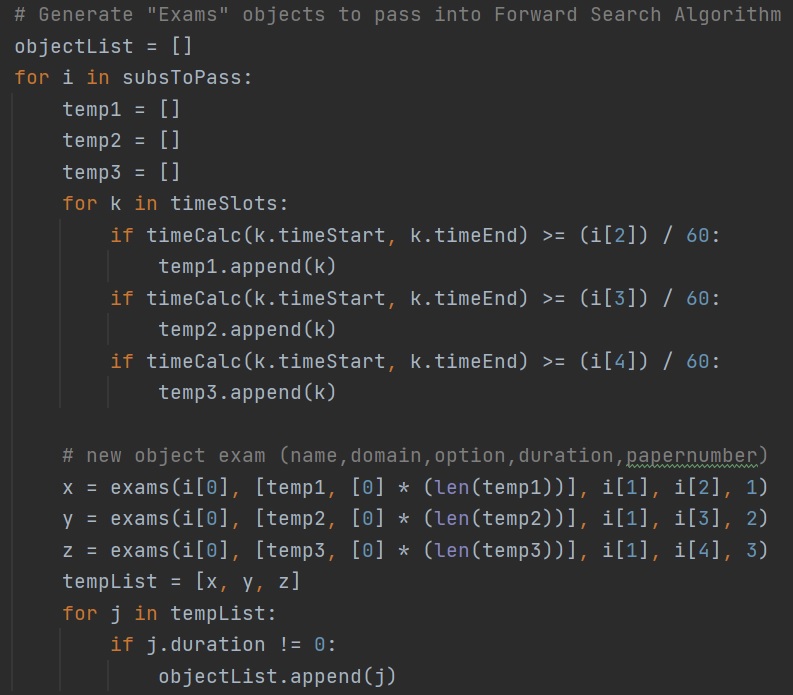 # Generate "Exams" objects to pass into Forward Search Algorithm
objectList = []
for i in subsToPass:
    temp1 = []
    temp2 = []
    temp3 = []
    for k in timeSlots:
        if timeCalc(k.timeStart, k.timeEnd) >= (i[2]) / 60:
            temp1.append(k)
        if timeCalc(k.timeStart, k.timeEnd) >= (i[3]) / 60:
            temp2.append(k)
        if timeCalc(k.timeStart, k.timeEnd) >= (i[4]) / 60:
            temp3.append(k)

    # new object exam (name,domain,option,duration,papernumber)
    x = exams(i[0], [temp1, [0] * (len(temp1))], i[1], i[2], 1)
    y = exams(i[0], [temp2, [0] * (len(temp2))], i[1], i[3], 2)
    z = exams(i[0], [temp3, [0] * (len(temp3))], i[1], i[4], 3)
    tempList = [x, y, z]
    for j in tempList:
        if j.duration != 0:
            objectList.append(j)